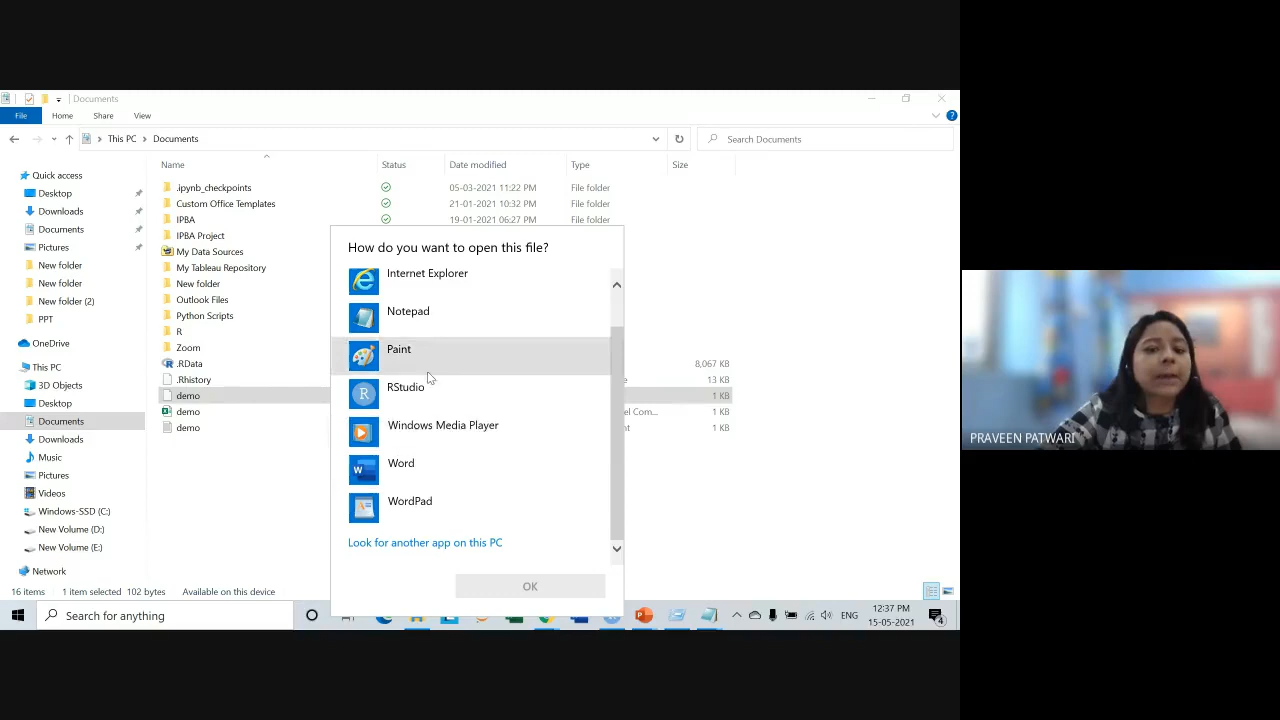 Documents
File Home Share View
This PC Documents
Search Documents
Name Status Date modified Type Size
Quick access
Desktop
Downloads
Documents
Pictures
New folder
New folder
New folder (2)
PPT
OneDrive
This PC
3D Objects
Desktop
Documents
Downloads
Music
Pictures
Videos
Windows-SSD (C:)
New Volume (D:)
New Volume (E:)
Network
.ipynb_checkpoints 05-03-2021 11:22 PM File folder
Custom Office Templates 21-01-2021 10:32 PM File folder
IPBA 19-01-2021 06:27 PM File folder
IPBA Project
My Data Sources
My Tableau Repository
New folder
Outlook Files
Python Scripts
R
Zoom
.RData 8,067 KB
.Rhistory 13 KB
demo 1 KB
demo el Com... 1 KB
demo 1 KB
How do you want to open this file?
Internet Explorer
Notepad
Paint
RStudio
Windows Media Player
Word
WordPad
Look for another app on this PC
OK
16 items 1 item selected 102 bytes Available on this device
Search for anything
ENG
12:37 PM
15-05-2021
4
PRAVEEN PATWARI